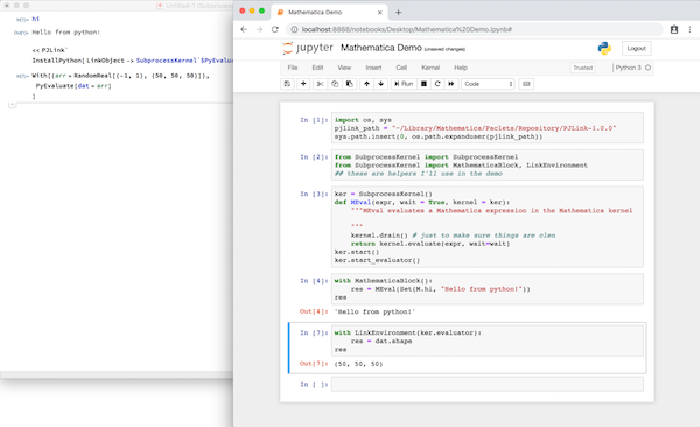 Untitled-1 (Subprocess
In[1]:= hi
Out[1]= Hello from python!
<< PJLink`
InstallPython[LinkObject -> SubprocessKernel`$PyEvalua
With[{arr = RandomReal[{-1, 1}, {50, 50, 50}]},
PyEvaluate[dat = arr]
]
Mathematica Demo
localhost:8888/notebooks/Desktop/Mathematica%20Demo.ipynb#
jupyter Mathematica Demo (unsaved changes)
Logout
File Edit View Insert Cell Kernel Help
Trusted
Python 3
Run
Code
In [1]: import os, sys
pjlink_path = "~/Library/Mathematica/Paclets/Repository/PJLink-1.0.0"
sys.path.insert(0, os.path.expanduser(pjlink_path))
In [2]: from SubprocessKernel import SubprocessKernel
from SubprocessKernel import MathematicaBlock, LinkEnvironment
## these are helpers I'll use in the demo
In [3]: ker = SubprocessKernel()
def MEval(expr, wait = True, kernel = ker):
"""MEval evaluates a Mathematica expression in the Mathematica kernel
"""
kernel.drain() # just to make sure things are clean
return kernel.evaluate(expr, wait=wait)
ker.start()
ker.start_evaluator()
In [4]: with MathematicaBlock():
res = MEval(Set(M.hi, "Hello from python!"))
res
Out[4]: 'Hello from python!'
In [7]: with LinkEnvironment(ker.evaluator):
res = dat.shape
res
Out[7]: (50, 50, 50)
In [ ]: